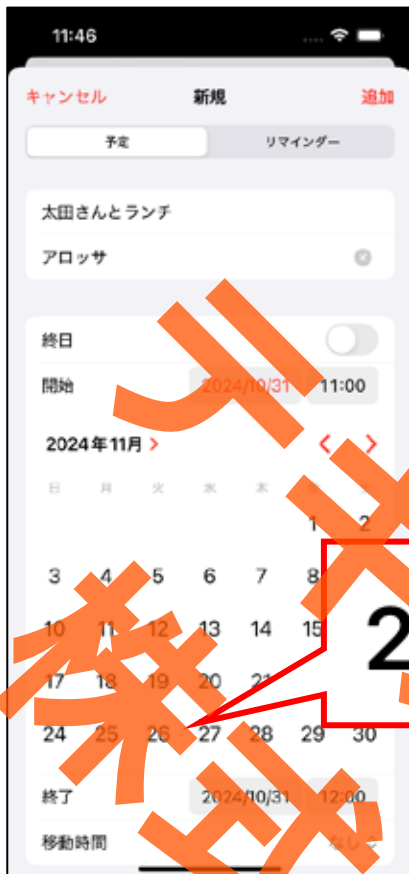 11:46
キャンセル 新規 追加
予定 リマインダー
太田さんとランチ
アロッサ
終日
開始 2024/10/31 11:00
2024年11月
日 月 火 水 木
1 2
3 4 5 6 7 8
10 11 12 13 14 15
17 18 19 20 21
24 25 26 27 28 29 30
2
終了 2024/10/31 12:00
移動時間 なし